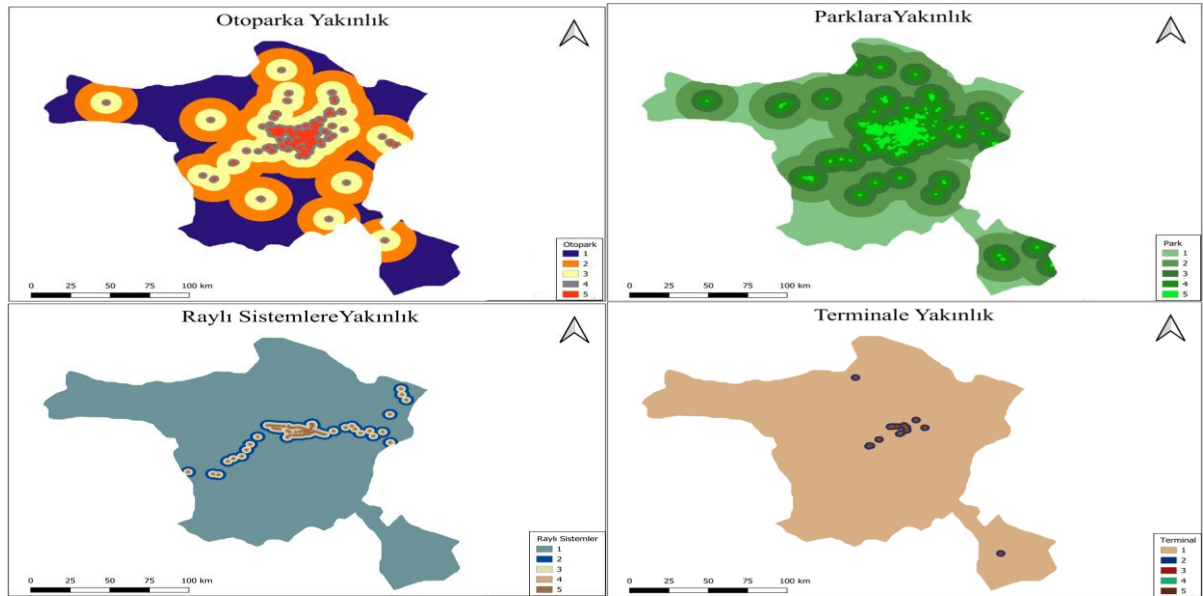 Otoparka Yakınlık
Otopark
1
2
3
4
5
0 25 50 75 100 km
ParklaraYakınlık
Park
1
2
3
4
5
0 25 50 75 100 km
Raylı SistemlereYakınlık
Raylı Sistemler
1
2
3
4
5
0 25 50 75 100 km
Terminale Yakınlık
Terminal
1
2
3
4
5
0 25 50 75 100 km